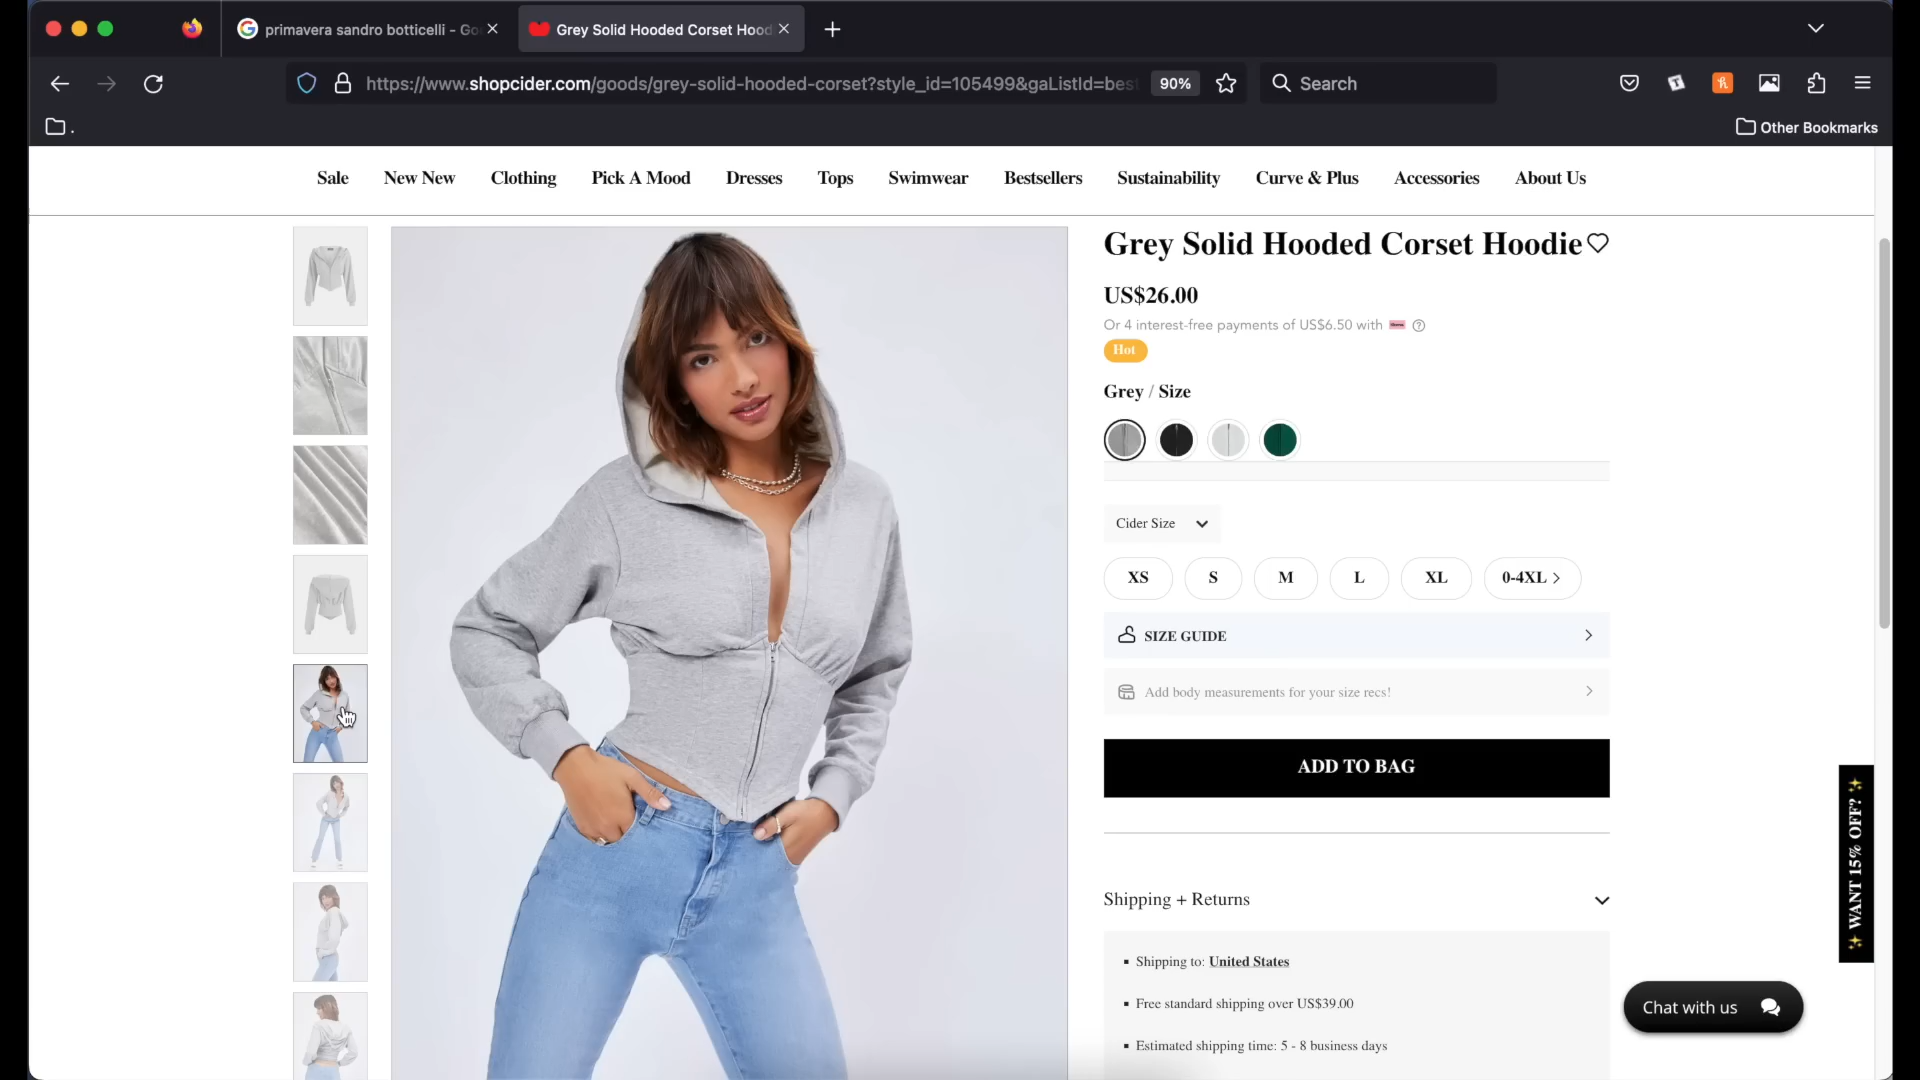 primavera sandro botticelli - Go
Grey Solid Hooded Corset Hood
https://www.shopcider.com/goods/grey-solid-hooded-corset?style_id=105499&gaListId=best
90%
Search
.
Other Bookmarks
Sale New New Clothing Pick A Mood Dresses Tops Swimwear Bestsellers Sustainability Curve & Plus Accessories About Us
Grey Solid Hooded Corset Hoodie
US$26.00
Or 4 interest-free payments of US$6.50 with
Hot
Grey / Size
Cider Size
XS S M L XL 0-4XL
SIZE GUIDE
Add body measurements for your size recs!
ADD TO BAG
WANT 15% OFF?
Shipping + Returns
Shipping to: United States
Free standard shipping over US$39.00
Estimated shipping time: 5 - 8 business days
Chat with us